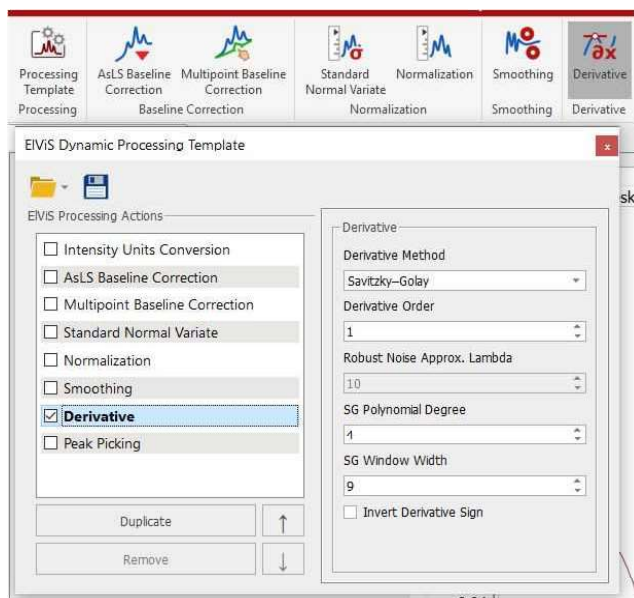 Processing Template
AsLS Baseline Correction
Multipoint Baseline Correction
Standard Normal Variate
Normalization
Smoothing
Derivative
Processing
Baseline Correction
Normalization
Smoothing
Derivative
ElViS Dynamic Processing Template
x
ElViS Processing Actions
Intensity Units Conversion
AsLS Baseline Correction
Multipoint Baseline Correction
Standard Normal Variate
Normalization
Smoothing
Derivative
Peak Picking
Duplicate
Remove
Derivative
Derivative Method
Savitzky–Golay
Derivative Order
1
Robust Noise Approx. Lambda
10
SG Polynomial Degree
4
SG Window Width
9
Invert Derivative Sign
sk